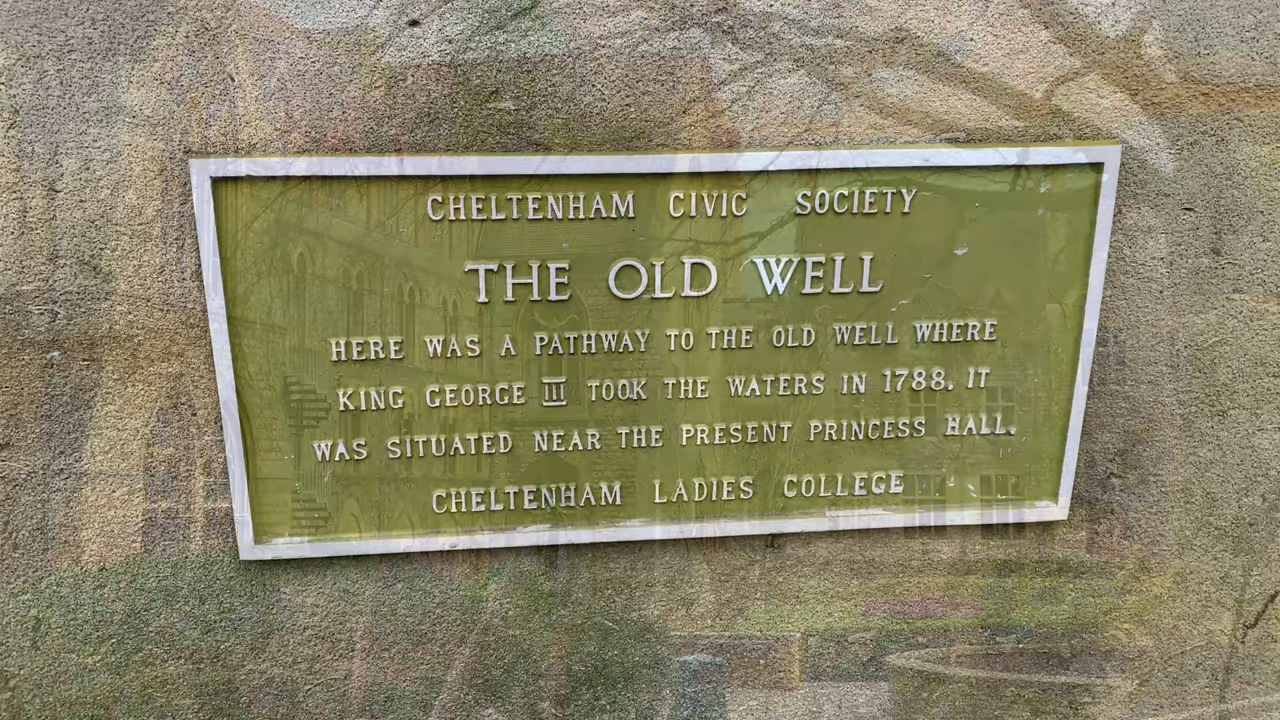 CHELTENHAM CIVIC SOCIETY
THE OLD WELL
HERE WAS A PATHWAY TO THE OLD WELL WHERE
KING GEORGE III TOOK THE WATERS IN 1788. IT
WAS SITUATED NEAR THE PRESENT PRINCESS HALL.
CHELTENHAM LADIES COLLEGE